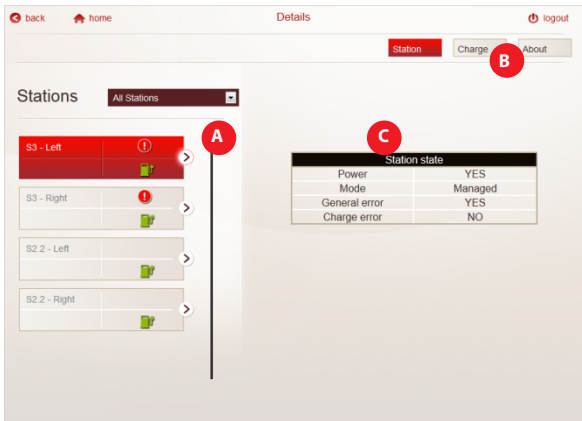 back home Details logout
Station Charge About
B
Stations All Stations
A
C
S3 - Left
S3 - Right
S2.2 - Left
S2.2 - Right
Station state
Power YES
Mode Managed
General error YES
Charge error NO